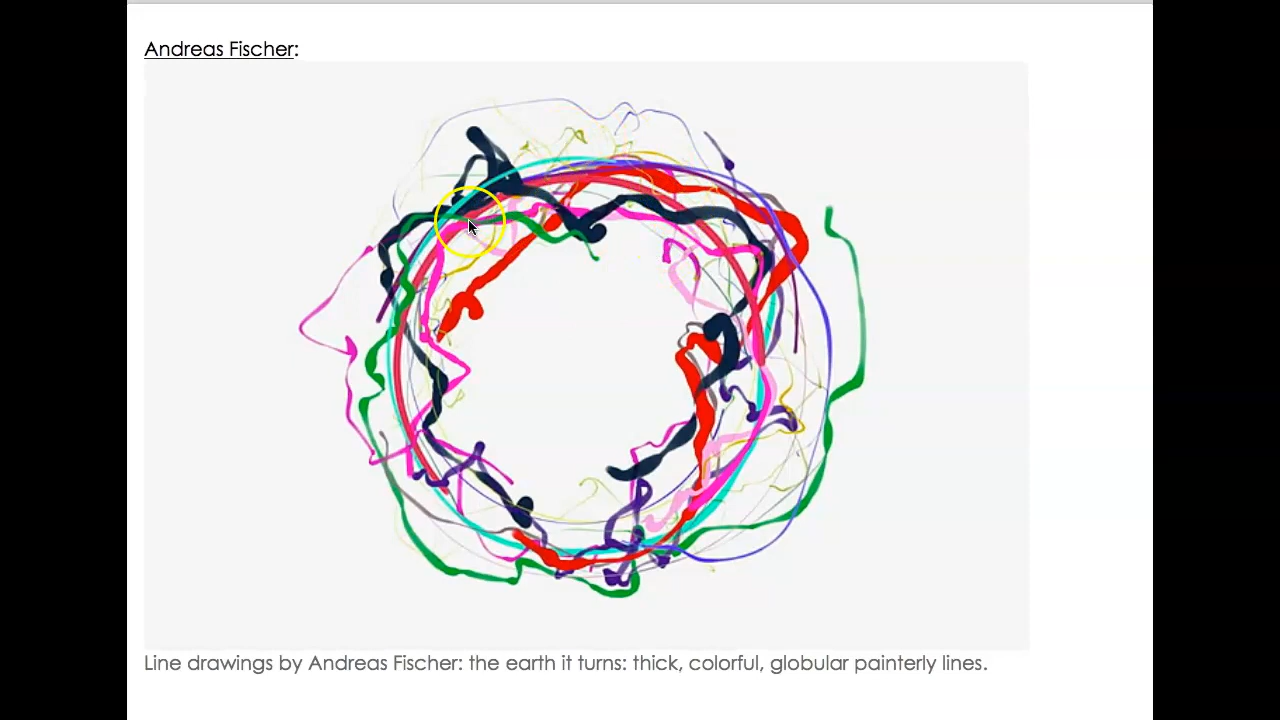 Andreas Fischer:
Line drawings by Andreas Fischer: the earth it turns: thick, colorful, globular painterly lines.